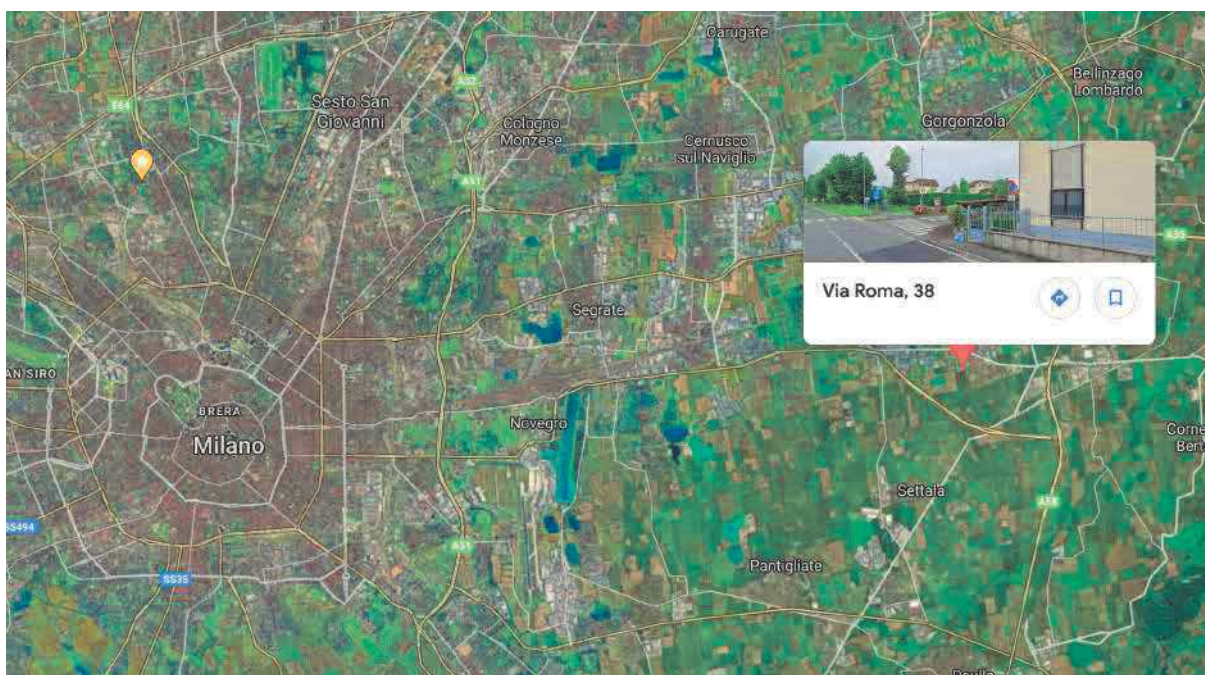 Carugate
A52
Bellinzago
Lombardo
E64
Sesto San
Giovanni
Cologno
Monzese
Gorgonzola
Cernusco
sul Naviglio
A51
Via Roma, 38
Segrate
AN SIRO
BRERA
Novegro
Milano
Corne
Settala
SS494
A58
A51
Pantigliate
SS35